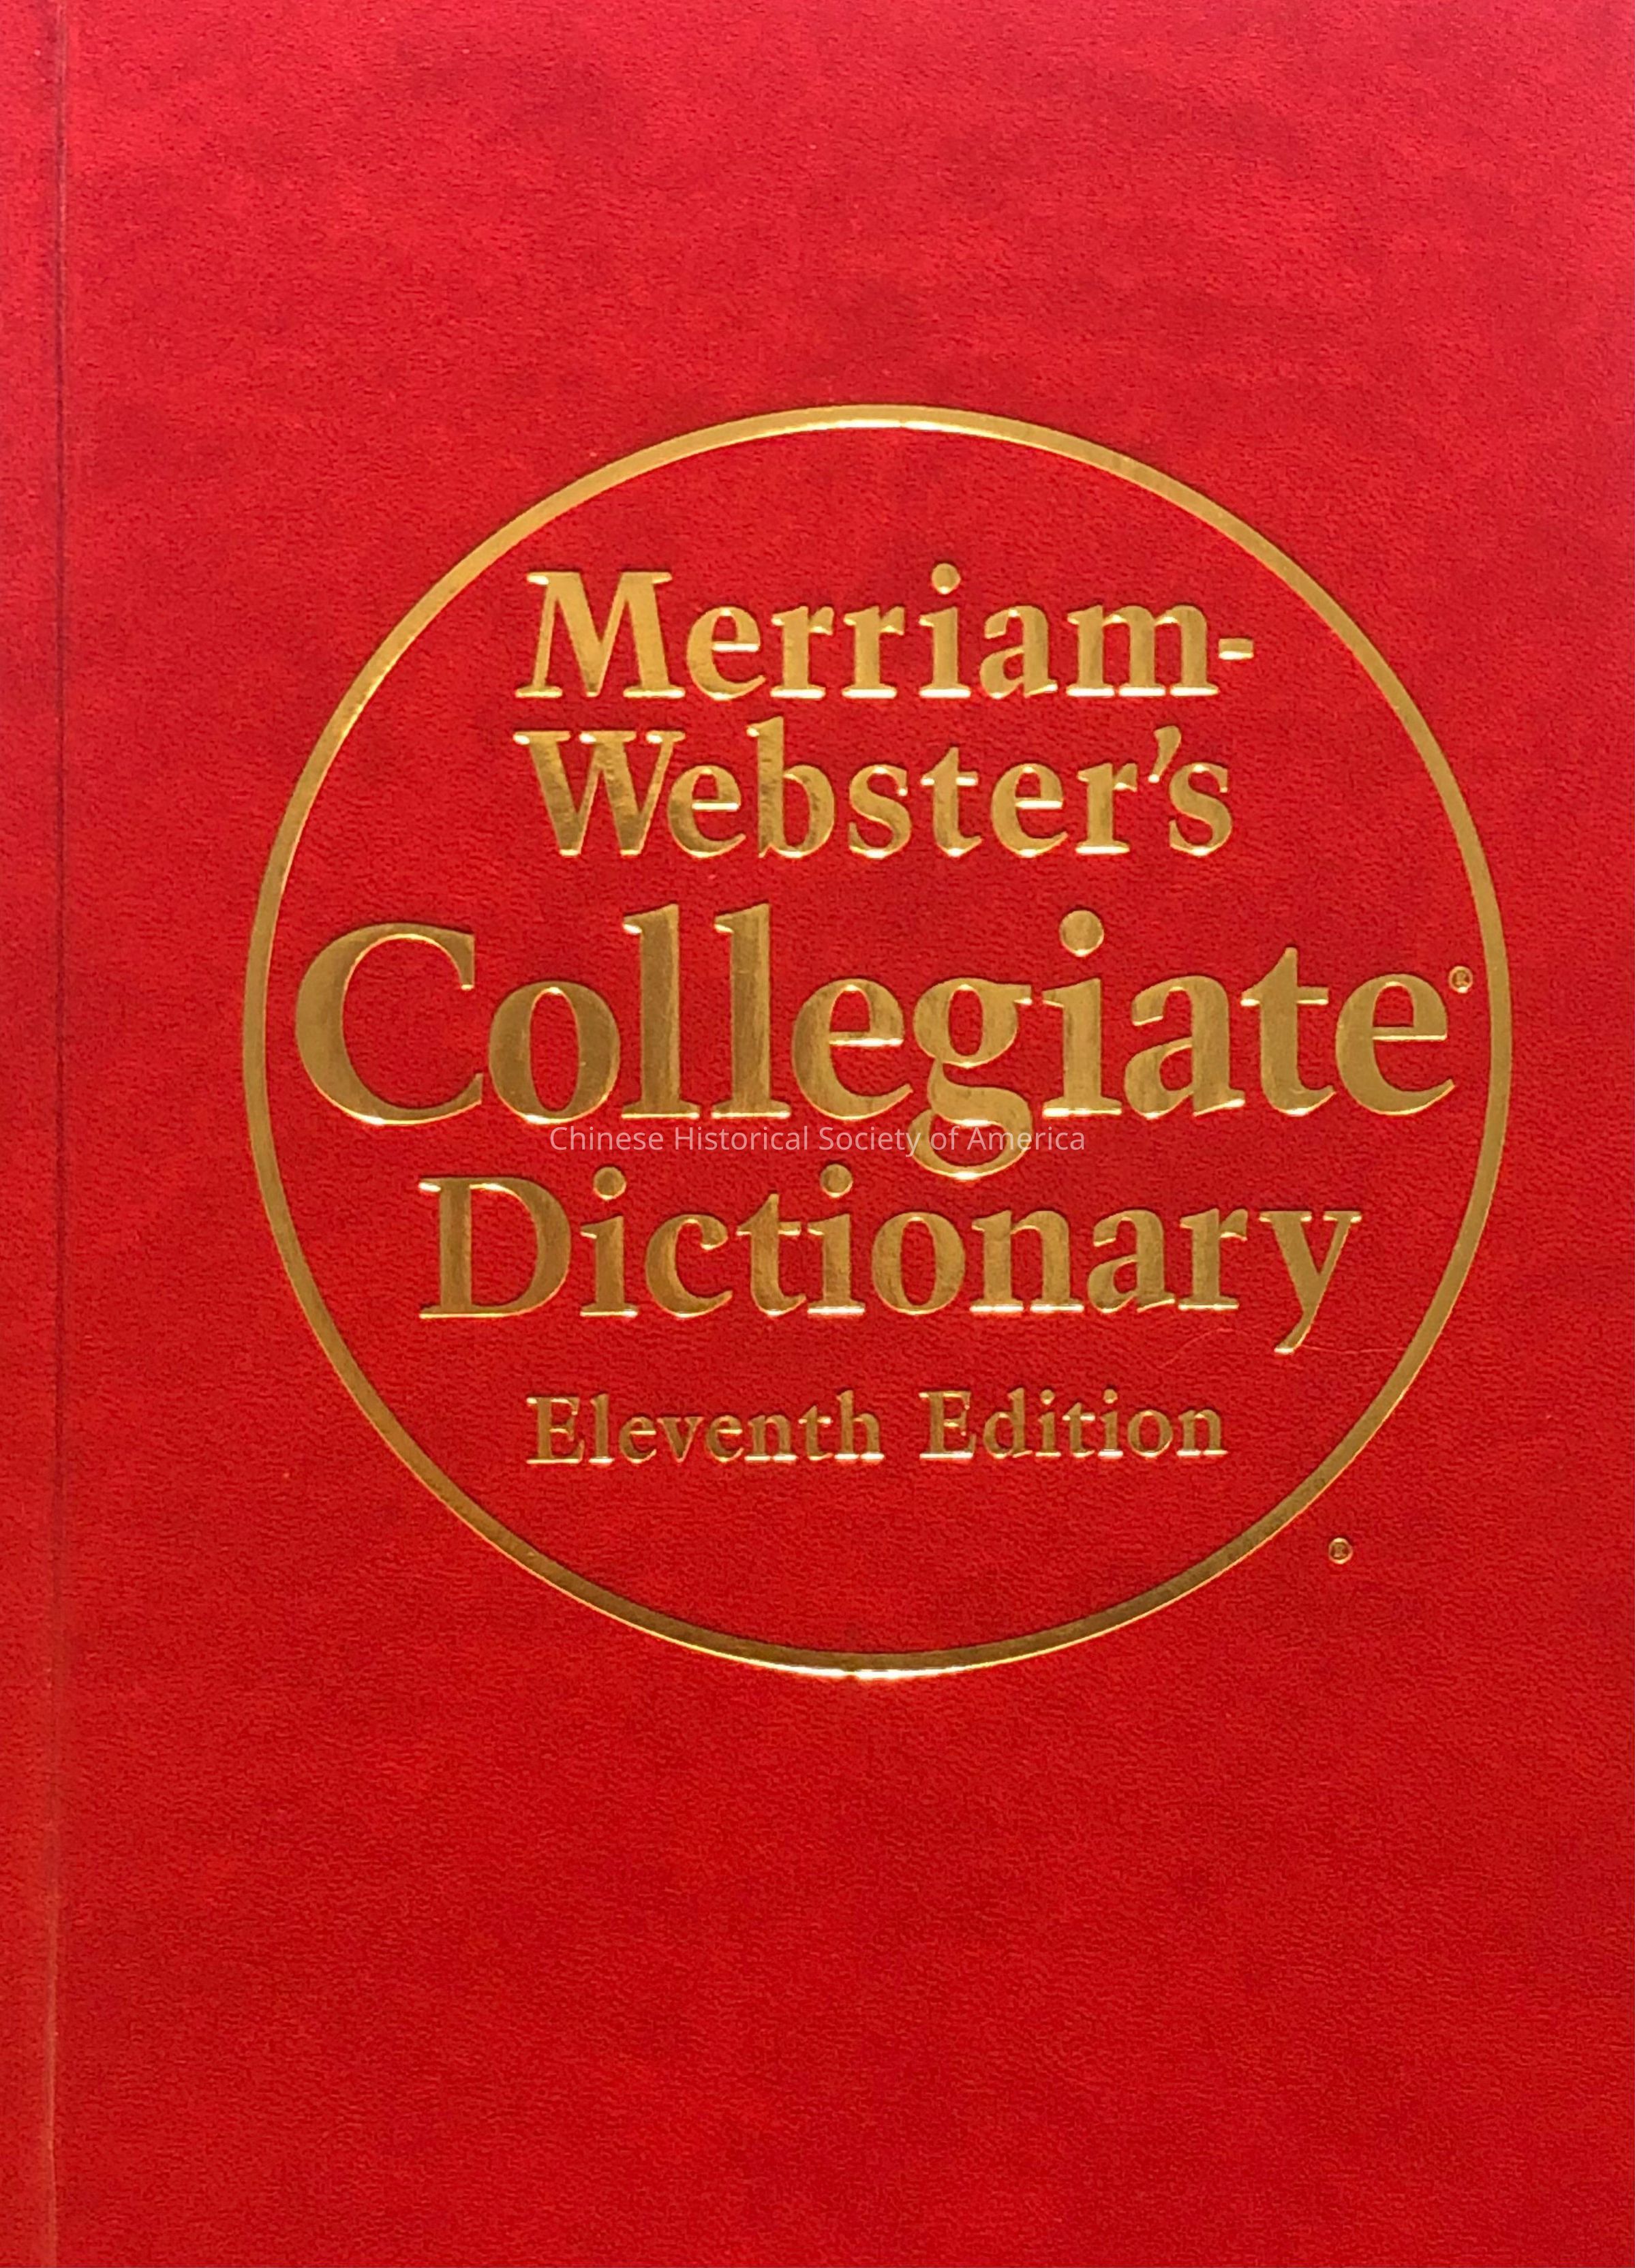 Merriam-
Webster's
Collegiate®
Chinese Historical Society of America
Dictionary
Eleventh Edition
®